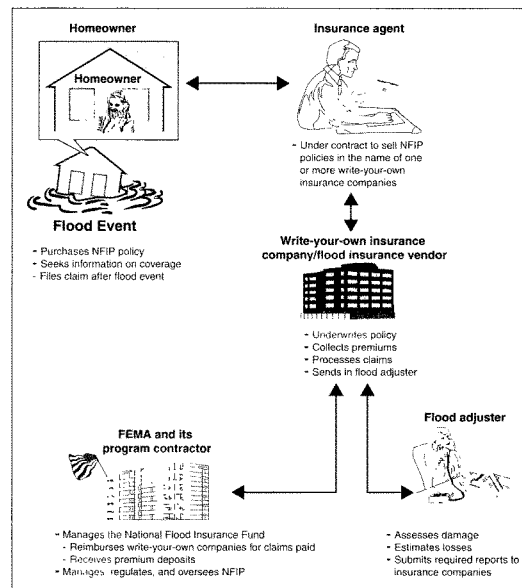 Homeowner
Homeowner
Flood Event
- Purchases NFIP policy
- Seeks information on coverage
- Files claim after flood event
Insurance agent
- Under contract to sell NFIP
policies in the name of one
or more write-your-own
insurance companies
Write-your-own insurance
company/flood insurance vendor
- Underwrites policy
- Collects premiums
- Processes claims
- Sends in flood adjuster
FEMA and its
program contractor
- Manages the National Flood Insurance Fund
- Reimburses write-your-own companies for claims paid
- Receives premium deposits
- Manages, regulates, and oversees NFIP
Flood adjuster
- Assesses damage
- Estimates losses
- Submits required reports to
insurance companies